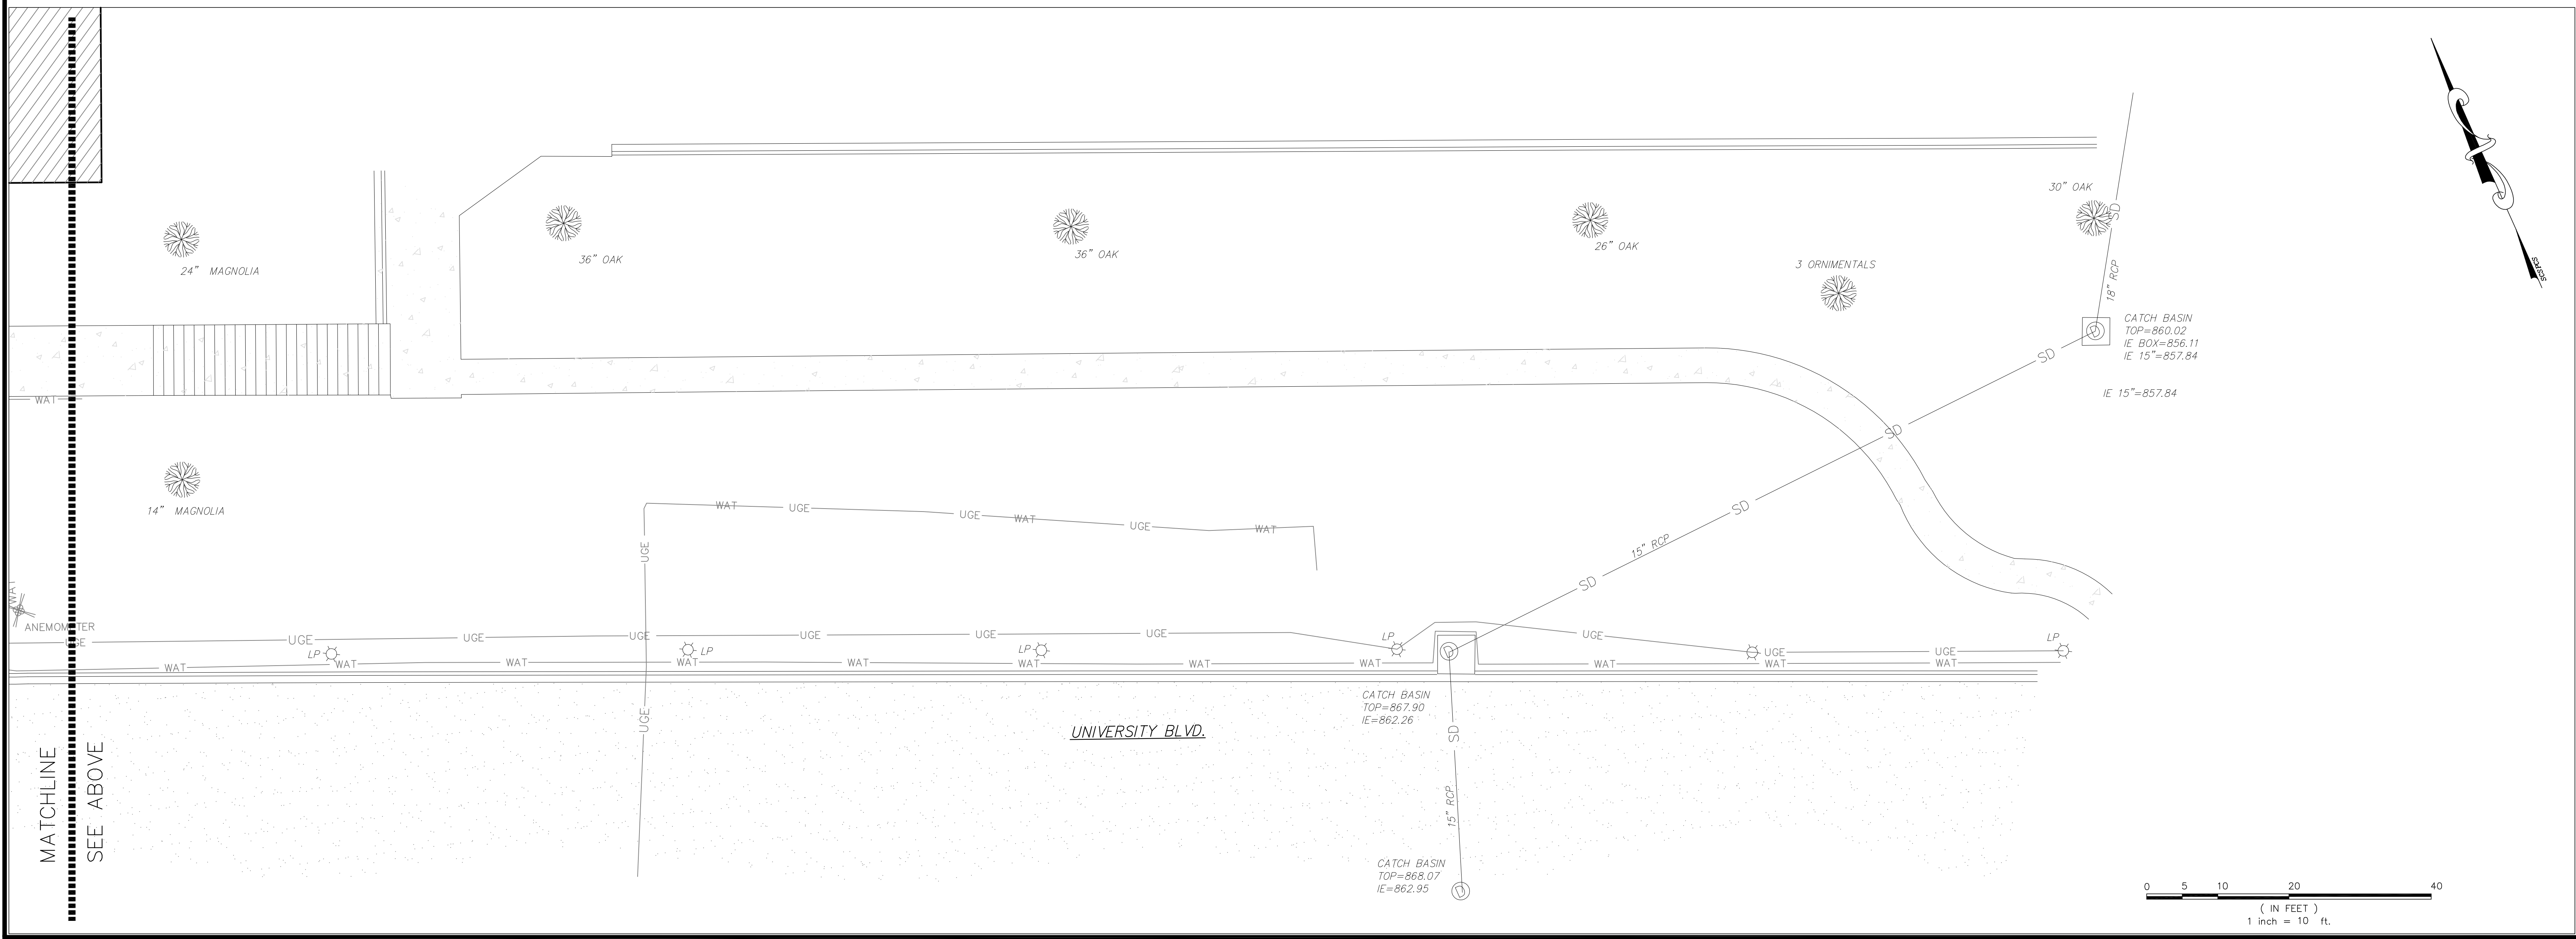 30" OAK
SD
24" MAGNOLIA
36" OAK
36" OAK
26" OAK
3 ORNIMENTALS
18" RCP
SCSPCS
CATCH BASIN
TOP=860.02
IE BOX=856.11
IE 15"=857.84
SD
IE 15"=857.84
WAT
SD
14" MAGNOLIA
WAT
UGE
UGE
WAT
UGE
WAT
SD
UGE
15" RCP
SD
WAT
ANEMOMETER
UGE
UGE
UGE
UGE
UGE
UGE
UGE
UGE
LP
LP
LP
LP
LP
UGE
UGE
WAT
WAT
WAT
WAT
WAT
WAT
WAT
WAT
WAT
WAT
WAT
CATCH BASIN
TOP=867.90
IE=862.26
UGE
UNIVERSITY BLVD.
SD
15" RCP
MATCHLINE
SEE ABOVE
CATCH BASIN
TOP=868.07
IE=862.95
D
D
D
0 5 10 20 40
( IN FEET )
1 inch = 10 ft.